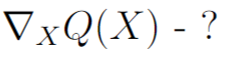 ∇_X Q(X) - ?